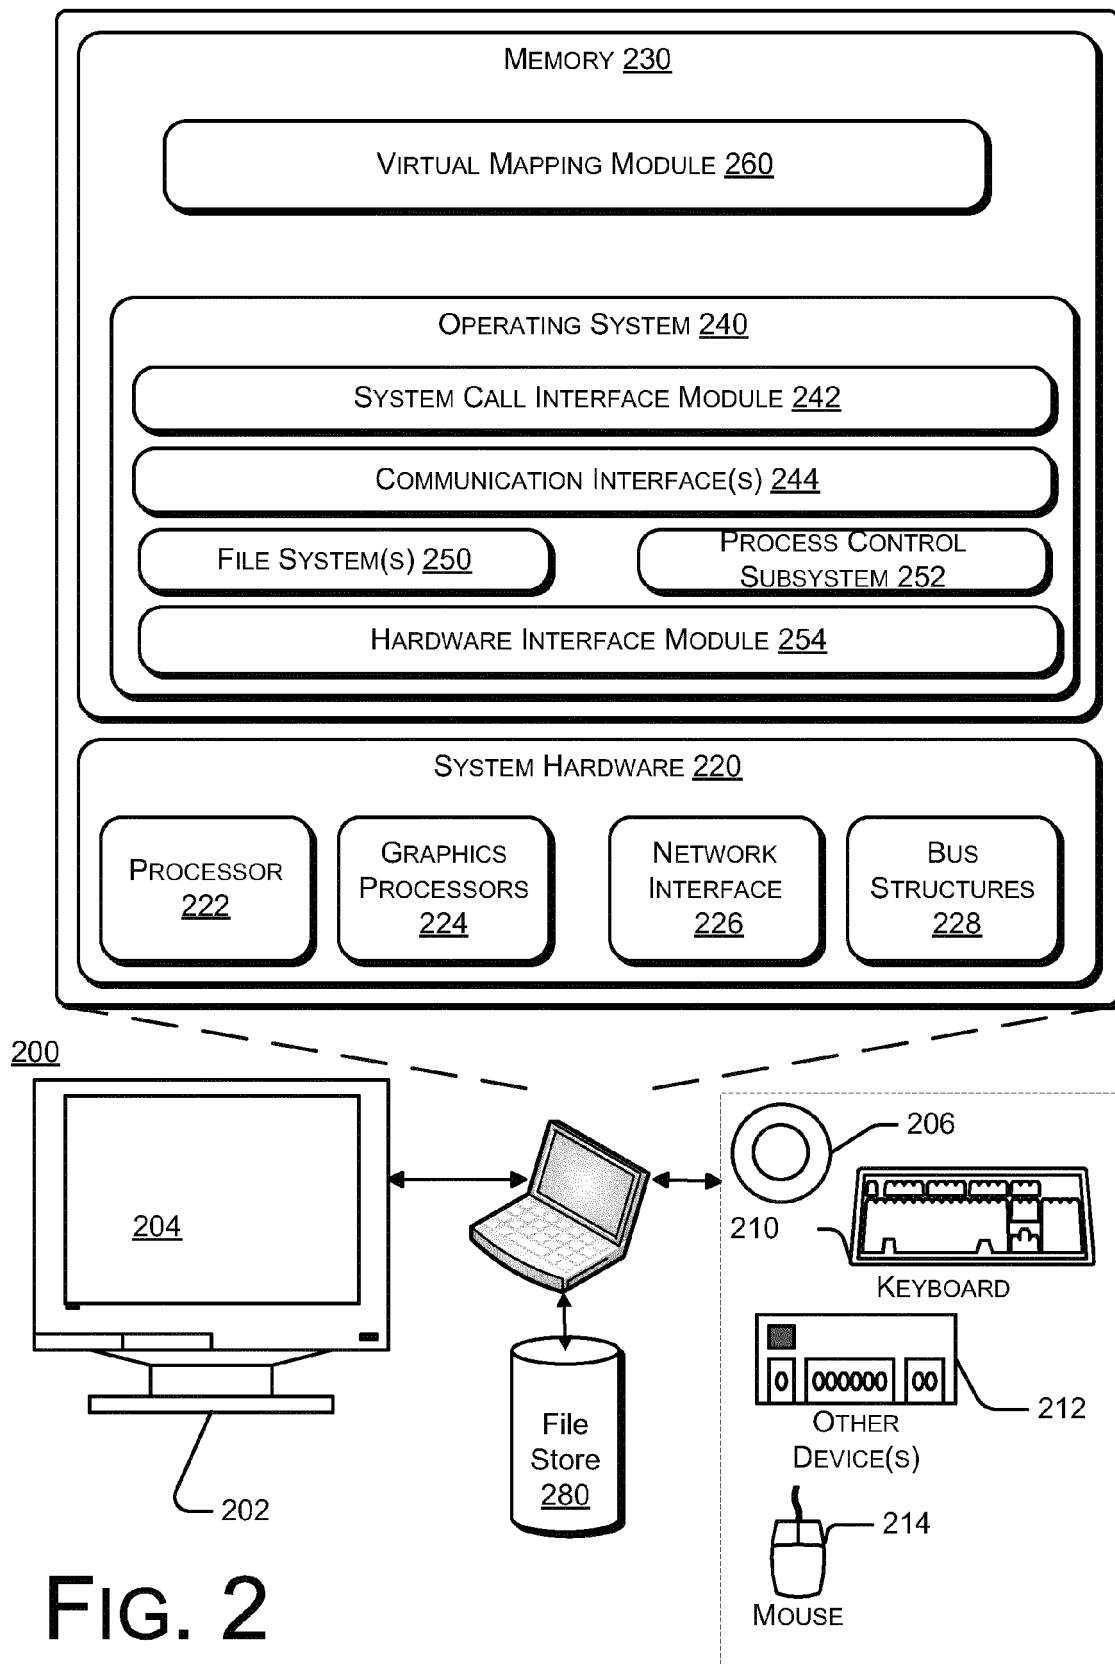 MEMORY 230
VIRTUAL MAPPING MODULE 260
OPERATING SYSTEM 240
SYSTEM CALL INTERFACE MODULE 242
COMMUNICATION INTERFACE(S) 244
FILE SYSTEM(S) 250
PROCESS CONTROL
SUBSYSTEM 252
HARDWARE INTERFACE MODULE 254
SYSTEM HARDWARE 220
PROCESSOR
222
GRAPHICS
PROCESSORS
224
NETWORK
INTERFACE
226
BUS
STRUCTURES
228
200
204
202
File
Store
280
206
210
KEYBOARD
212
OTHER
DEVICE(S)
214
MOUSE
FIG. 2